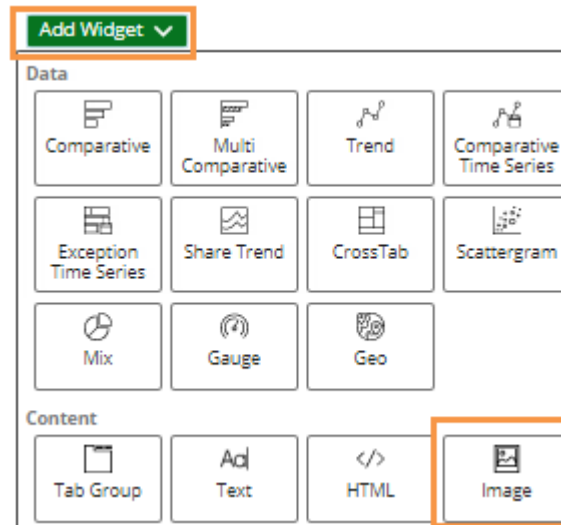 Add Widget
Data
Comparative
Multi
Comparative
Trend
Comparative
Time Series
Exception
Time Series
Share Trend
CrossTab
Scattergram
Mix
Gauge
Geo
Content
Tab Group
Aa
Text
</>
HTML
Image